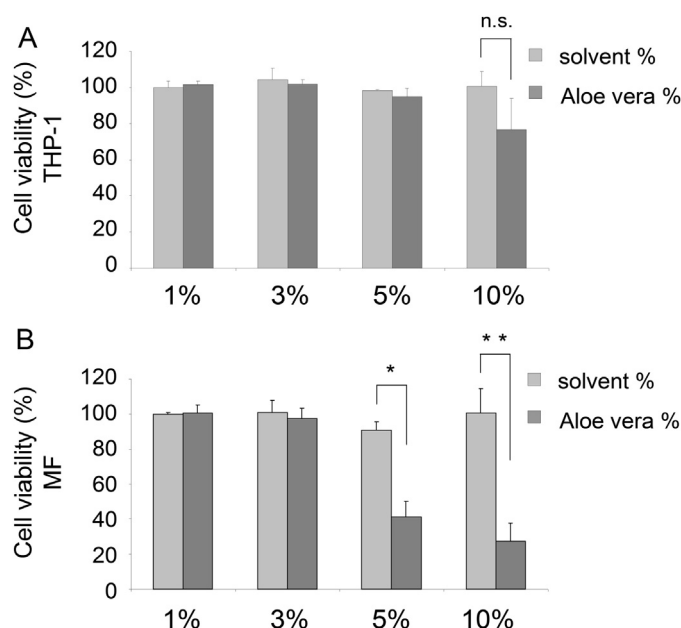 A
n.s.
Cell viability (%)
THP-1
120
100
80
60
40
20
0
1% 3% 5% 10%
solvent %
Aloe vera %
B
* *
*
Cell viability (%)
MF
120
100
80
60
40
20
0
1% 3% 5% 10%
solvent %
Aloe vera %